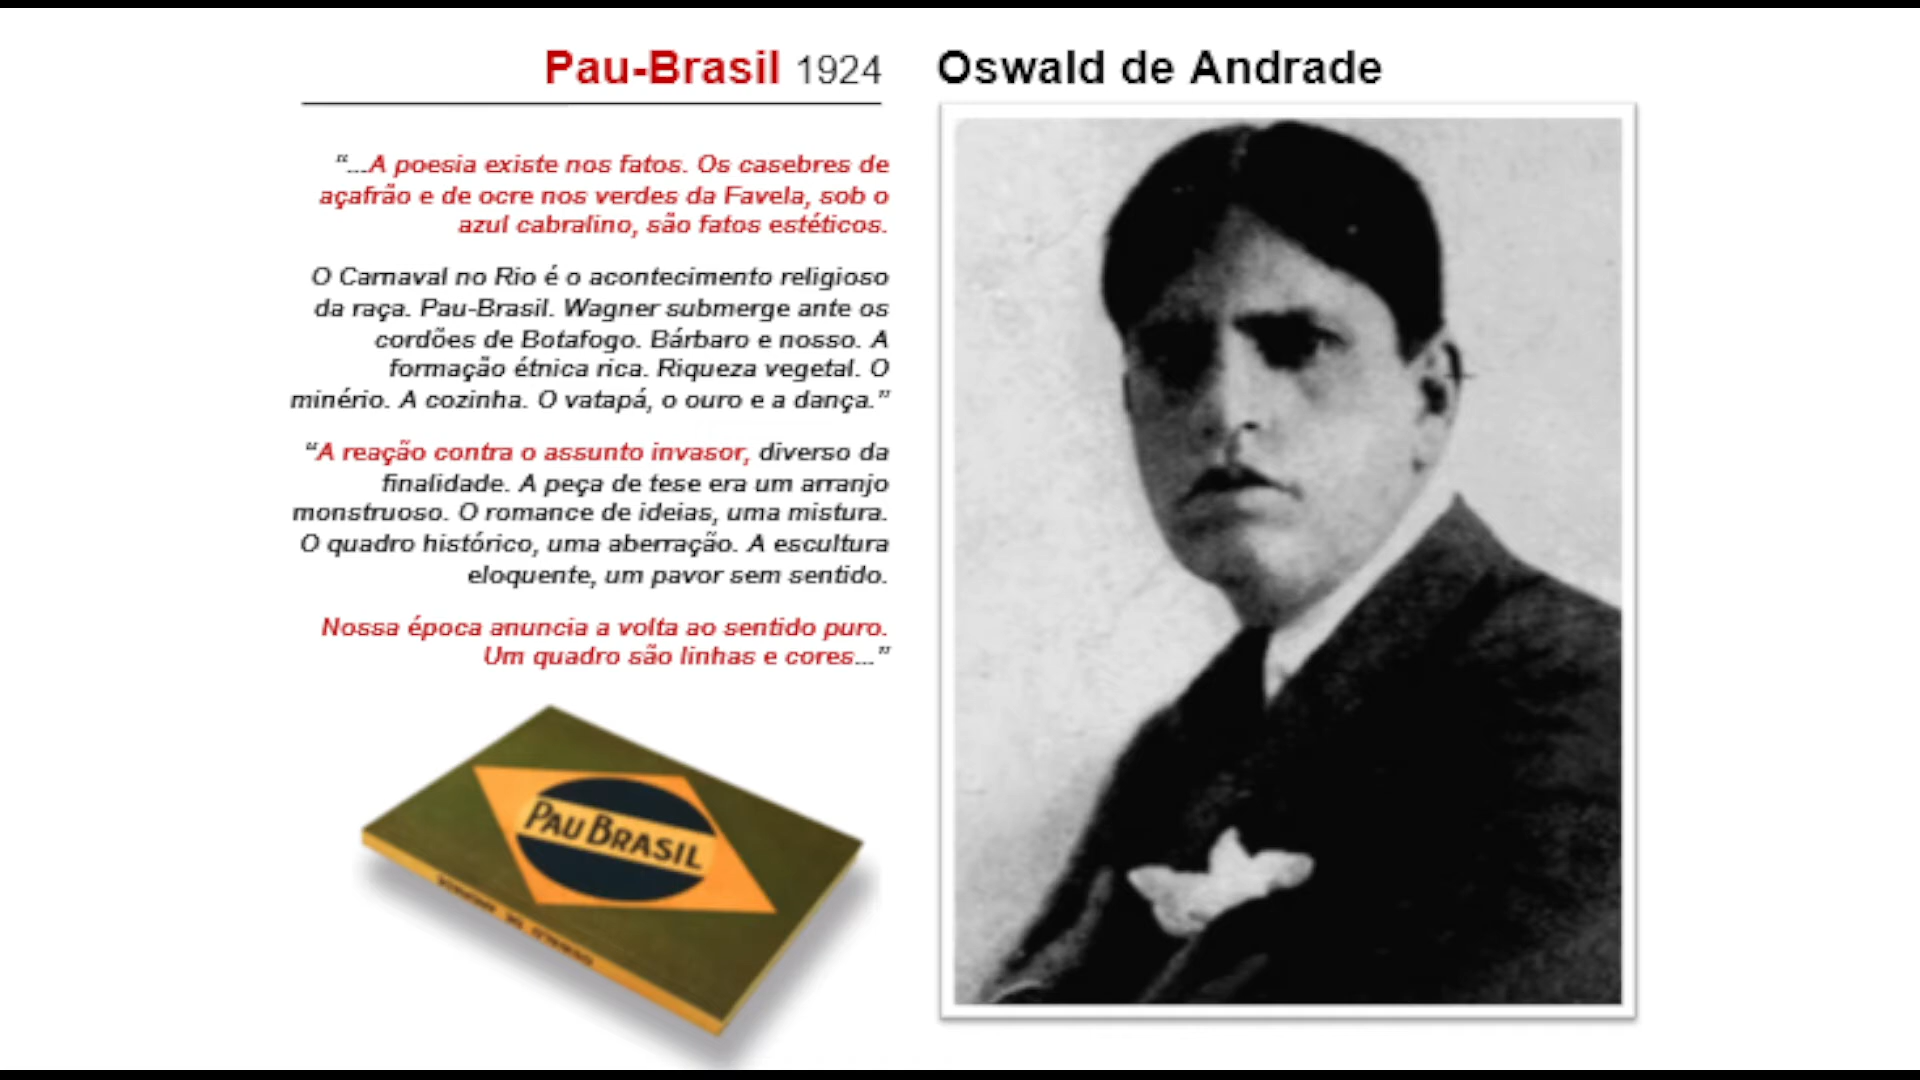 Pau-Brasil 1924
Oswald de Andrade
“...A poesia existe nos fatos. Os casebres de
açafrão e de ocre nos verdes da Favela, sob o
azul cabralino, são fatos estéticos.
O Carnaval no Rio é o acontecimento religioso
da raça. Pau-Brasil. Wagner submerge ante os
cordões de Botafogo. Bárbaro e nosso. A
formação étnica rica. Riqueza vegetal. O
minério. A cozinha. O vatapá, o ouro e a dança.”
“A reação contra o assunto invasor, diverso da
finalidade. A peça de tese era um arranjo
monstruoso. O romance de ideias, uma mistura.
O quadro histórico, uma aberração. A escultura
eloquente, um pavor sem sentido.
Nossa época anuncia a volta ao sentido puro.
Um quadro são linhas e cores...”
PAU BRASIL